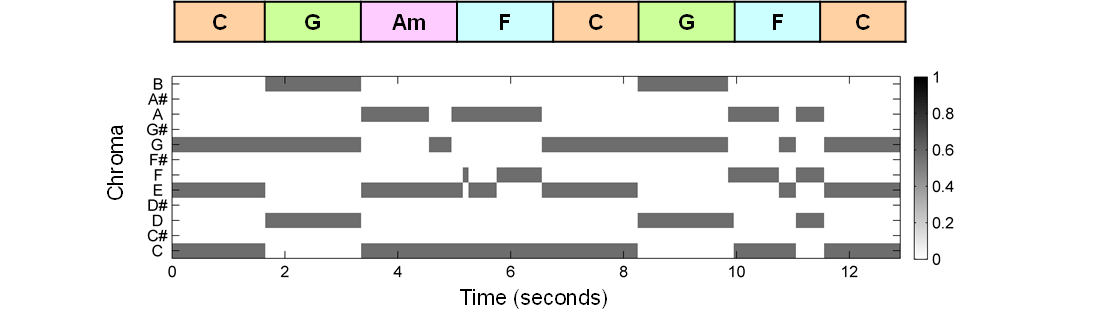 C G Am F C G F C
B
A#
A
G#
G
F#
F
E
D#
D
C#
C
Chroma
0 2 4 6 8 10 12
Time (seconds)
1
0.8
0.6
0.4
0.2
0